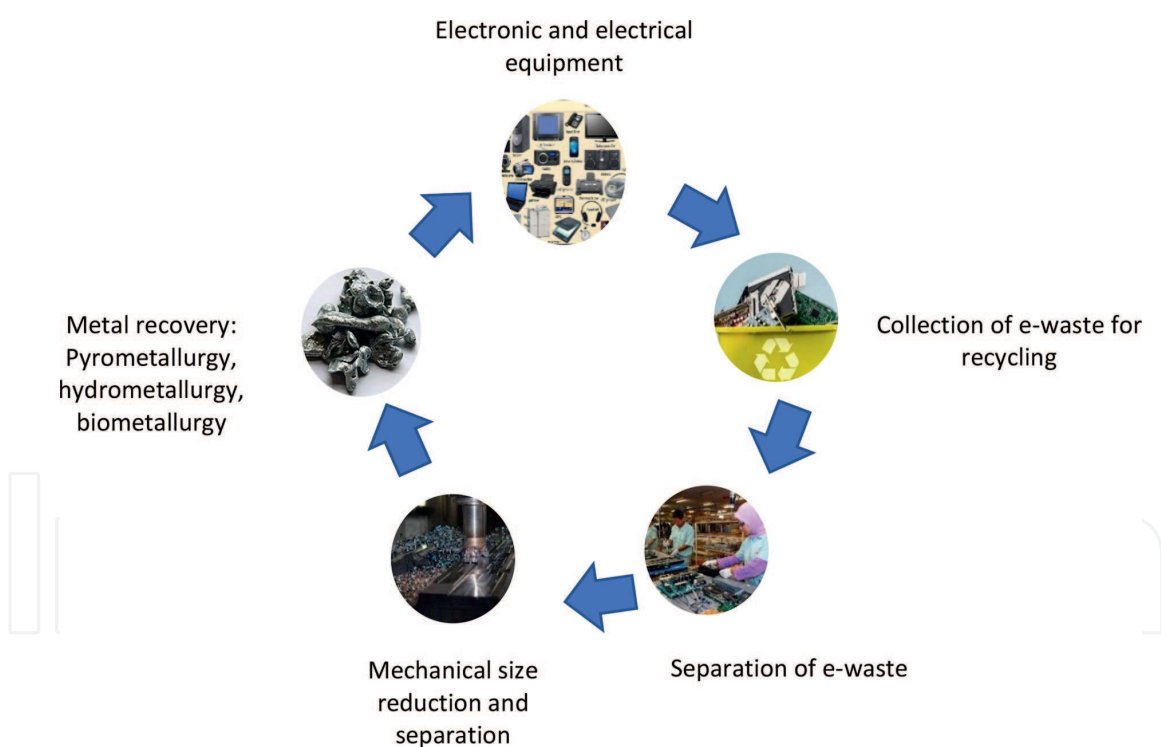 Electronic and electrical
equipment
Collection of e-waste for
recycling
Separation of e-waste
Mechanical size
reduction and
separation
Metal recovery:
Pyrometallurgy,
hydrometallurgy,
biometallurgy